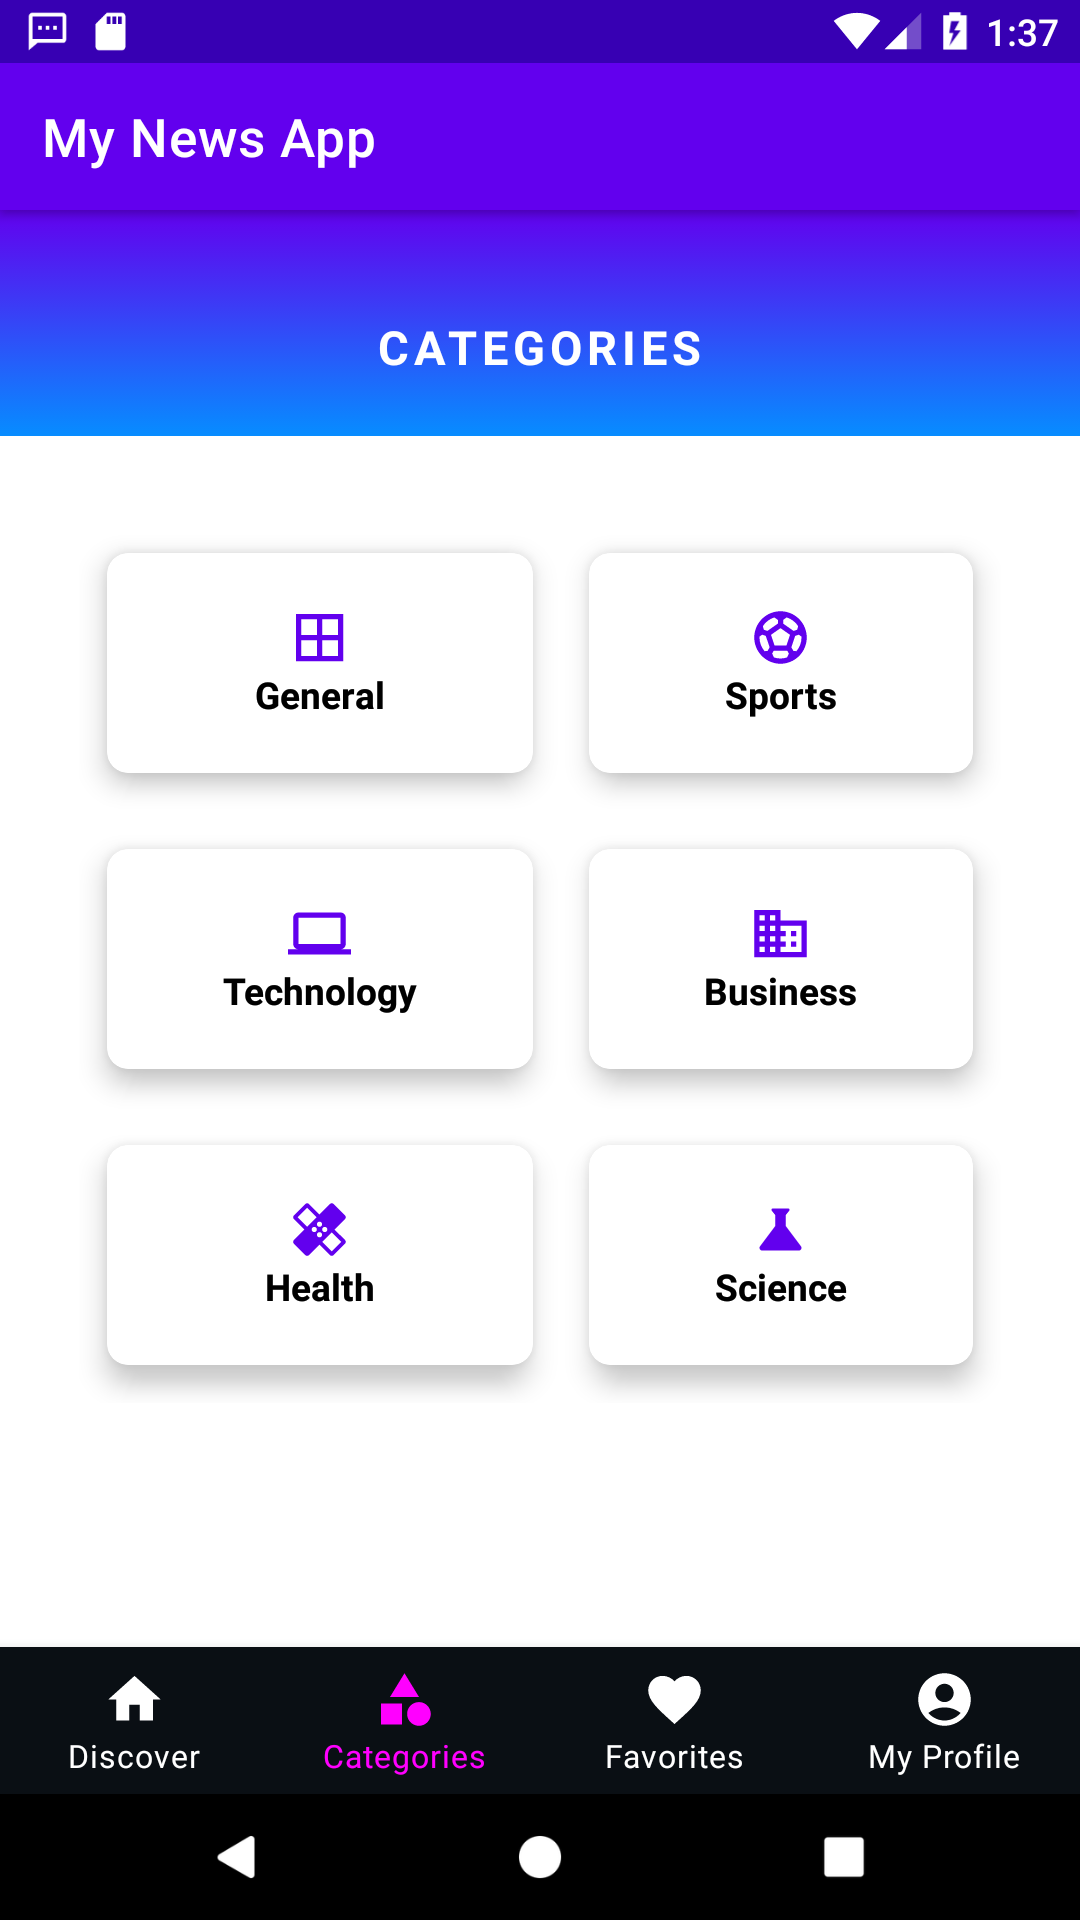 1:37
My News App
CATEGORIES
General
Sports
Technology
Business
Health
Science
Discover
Categories
Favorites
My Profile